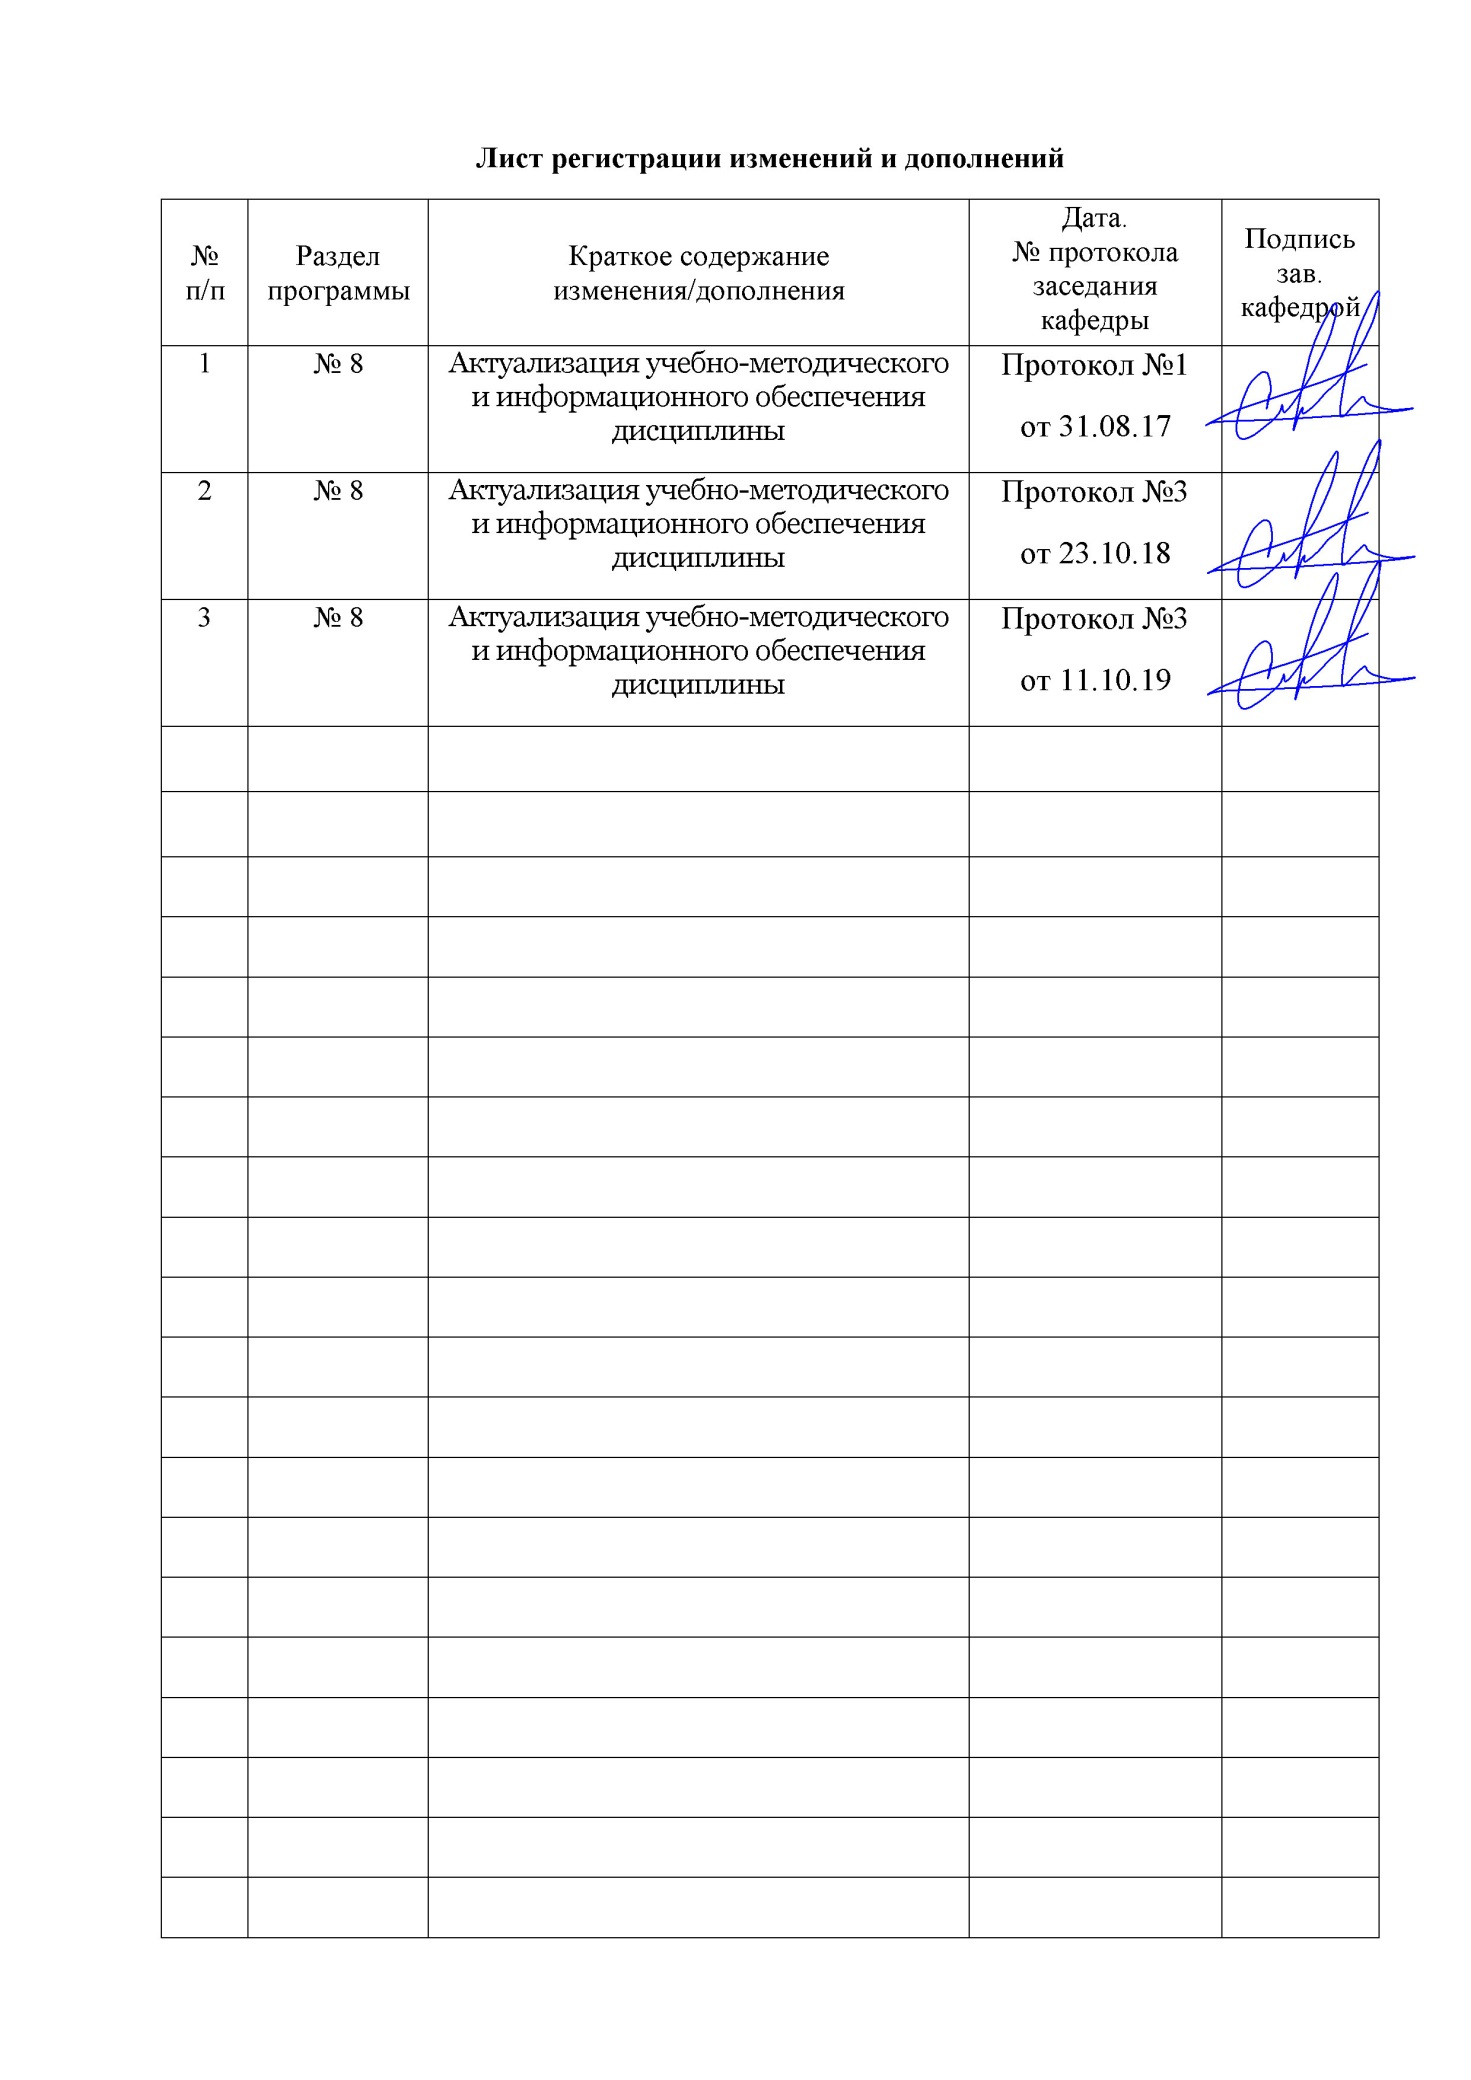 Лист регистрации изменений и дополнений
№
п/п
Раздел
программы
Краткое содержание
изменения/дополнения
Дата.
№ протокола
заседания
кафедры
Подпись
зав.
кафедрой
1
№ 8
Актуализация учебно-методического
и информационного обеспечения
дисциплины
Протокол №1
от 31.08.17
2
№ 8
Актуализация учебно-методического
и информационного обеспечения
дисциплины
Протокол №3
от 23.10.18
3
№ 8
Актуализация учебно-методического
и информационного обеспечения
дисциплины
Протокол №3
от 11.10.19